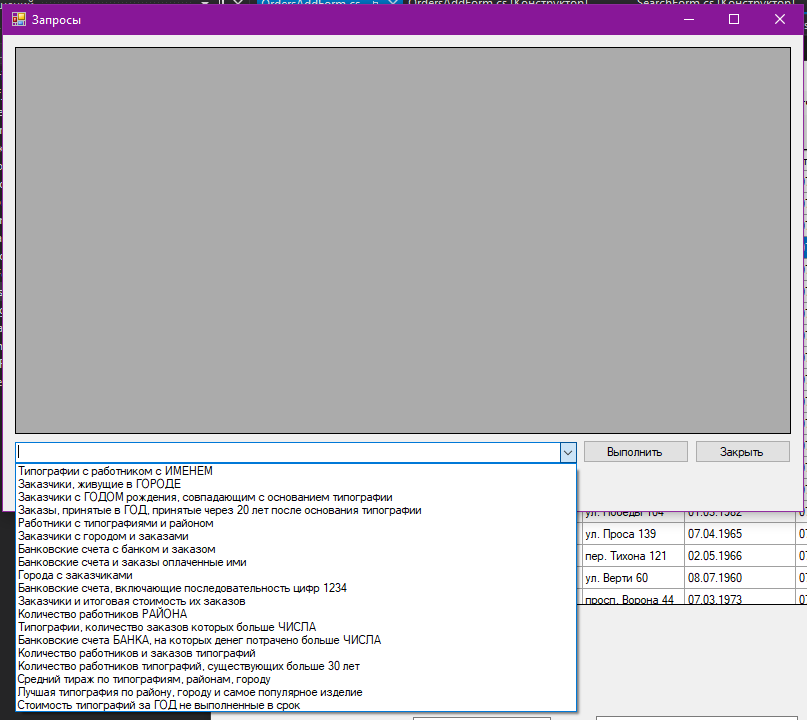 OrdersAddForm.cs
OrdersAddForm.cs [Конструктор]
SearchForm.cs [Конструктор]
Запросы
Выполнить
Закрыть
Типографии с работником с ИМЕНЕМ
Заказчики, живущие в ГОРОДЕ
Заказчики с ГОДОМ рождения, совпадающим с основанием типографии
Заказы, принятые в ГОД, принятые через 20 лет после основания типографии
Работники с типографиями и районом
Заказчики с городом и заказами
Банковские счета с банком и заказом
Банковские счета и заказы оплаченные ими
Города с заказчиками
Банковские счета, включающие последовательность цифр 1234
Заказчики и итоговая стоимость их заказов
Количество работников РАЙОНА
Типографии, количество заказов которых больше ЧИСЛА
Банковские счета БАНКА, на которых денег потрачено больше ЧИСЛА
Количество работников и заказов типографий
Количество работников типографий, существующих больше 30 лет
Средний тираж по типографиям, районам, городу
Лучшая типография по району, городу и самое популярное изделие
Стоимость типографий за ГОД не выполненные в срок
ул. Победы 104 01.03.1982
ул. Проса 139 07.04.1965
пер. Тихона 121 02.05.1966
ул. Верти 60 08.07.1960
просп. Ворона 44 07.03.1973